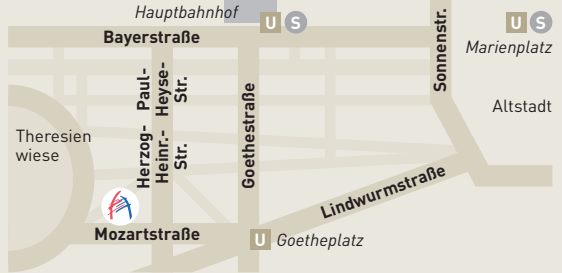 Hauptbahnhof
U S
U S
Bayerstraße
Marienplatz
Sonnenstr.
Paul-
Heyse-
Str.
Altstadt
Goethestraße
Theresien
wiese
Herzog-
Heinr.-
Str.
Lindwurmstraße
Mozartstraße
U Goetheplatz